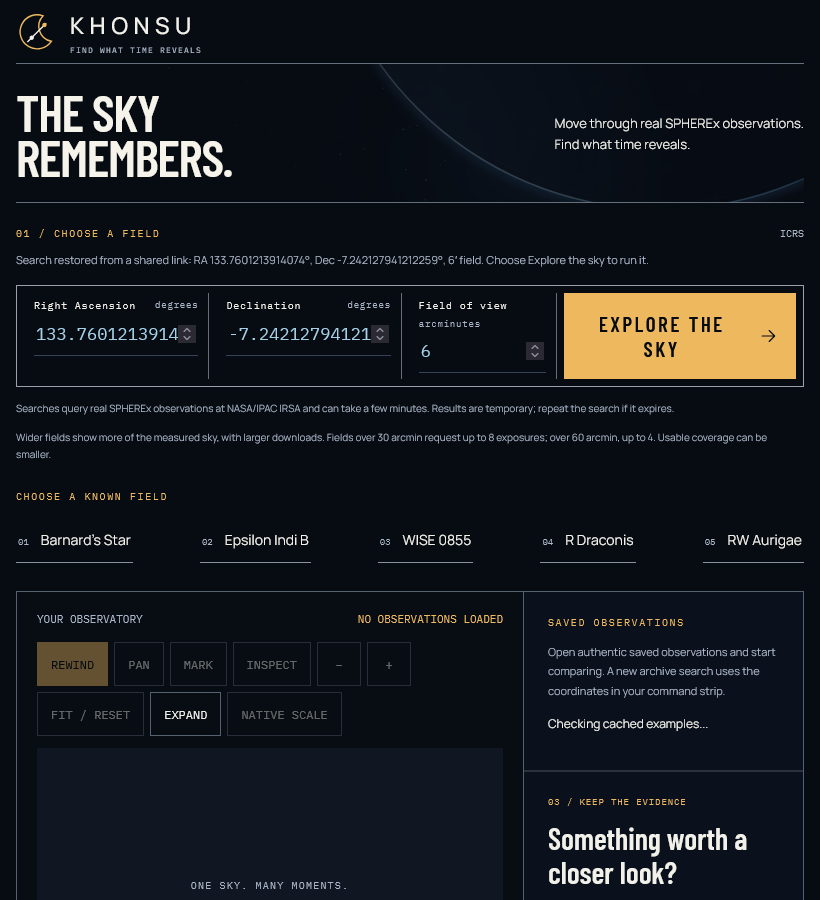 KHONSU
FIND WHAT TIME REVEALS
THE SKY
REMEMBERS.
Move through real SPHEREx observations.
Find what time reveals.
01 / CHOOSE A FIELD
ICRS
Search restored from a shared link: RA 133.7601213914074°, Dec -7.242127941212259°, 6′ field. Choose Explore the sky to run it.
Right Ascension degrees
133.7601213914
Declination degrees
-7.24212794121
Field of view
arcminutes
6
EXPLORE THE
SKY
→
Searches query real SPHEREx observations at NASA/IPAC IRSA and can take a few minutes. Results are temporary; repeat the search if it expires.
Wider fields show more of the measured sky, with larger downloads. Fields over 30 arcmin request up to 8 exposures; over 60 arcmin, up to 4. Usable coverage can be
smaller.
CHOOSE A KNOWN FIELD
01 Barnard's Star
02 Epsilon Indi B
03 WISE 0855
04 R Draconis
05 RW Aurigae
YOUR OBSERVATORY
NO OBSERVATIONS LOADED
REWIND PAN MARK INSPECT − +
FIT / RESET EXPAND NATIVE SCALE
ONE SKY. MANY MOMENTS.
SAVED OBSERVATIONS
Open authentic saved observations and start
comparing. A new archive search uses the
coordinates in your command strip.
Checking cached examples…
03 / KEEP THE EVIDENCE
Something worth a
closer look?